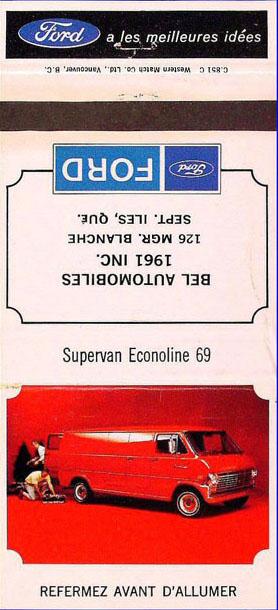 Ford a les meilleures idées
C.851 C Western Match Co., Ltd., Vancouver, B.C.
BEL AUTOMOBILES
1961 INC.
126 MGR. BLANCHE
SEPT. ILES, QUE.
FORD Ford
Supervan Econoline 69
REFERMEZ AVANT D'ALLUMER